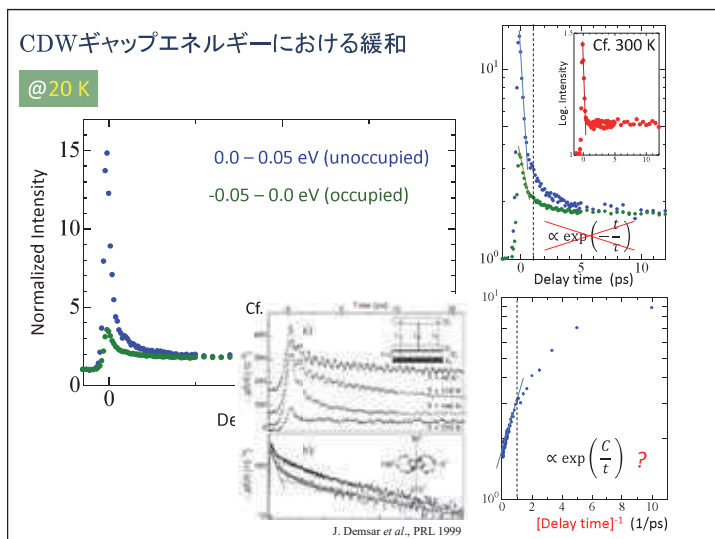 CDWギャップエネルギーにおける緩和
@20 K
15
10
5
0
Normalized Intensity
0.0 – 0.05 eV (unoccupied)
-0.05 – 0.0 eV (occupied)
De
Cf.
a)
b)
J. Demsar et al., PRL 1999
Cf. 300 K
1.5
1
Log. Intensity
0 5 10
10¹
10⁰
∝ exp(−t/τ)
0 5 10
Delay time (ps)
10¹
10⁰
∝ exp(C/t) ?
0 2 4 6 8 10
[Delay time]⁻¹ (1/ps)